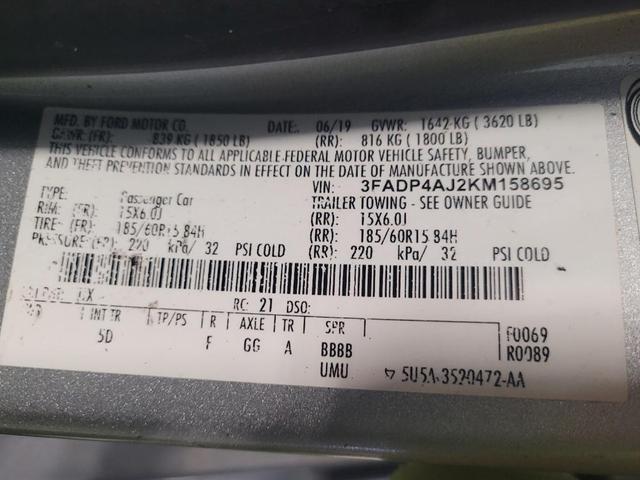 MFD. BY FORD MOTOR CO. DATE: 06/19 GVWR: 1642 KG ( 3620 LB)
GAWR: (FR): 839 KG ( 1850 LB) (RR): 816 KG ( 1800 LB)
THIS VEHICLE CONFORMS TO ALL APPLICABLE FEDERAL MOTOR VEHICLE SAFETY, BUMPER,
AND THEFT PREVENTION STANDARDS IN EFFECT ON THE DATE OF MANUFACTURE SHOWN ABOVE.
VIN: 3FADP4AJ2KM158695
TYPE: Passenger Car TRAILER TOWING - SEE OWNER GUIDE
RIM: (FR): 15X6.0J (RR): 15X6.0J
TIRE: (FR): 185/60R15 84H (RR): 185/60R15 84H
PRESSURE: (FR): 220 kPa/ 32 PSI COLD (RR): 220 kPa/ 32 PSI COLD
RC: 21 DSO:
INT TR TP/PS R AXLE TR SPR F0069
5D F GG A BBBB R0089
UMU 5U5A-3520472-AA